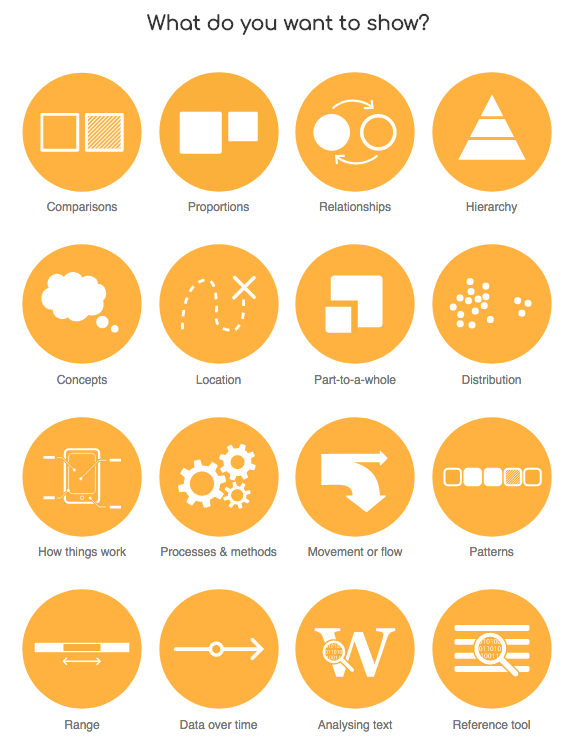 What do you want to show?
Comparisons
Proportions
Relationships
Hierarchy
Concepts
Location
Part-to-a-whole
Distribution
How things work
Processes & methods
Movement or flow
Patterns
Range
Data over time
W
Analysing text
Reference tool